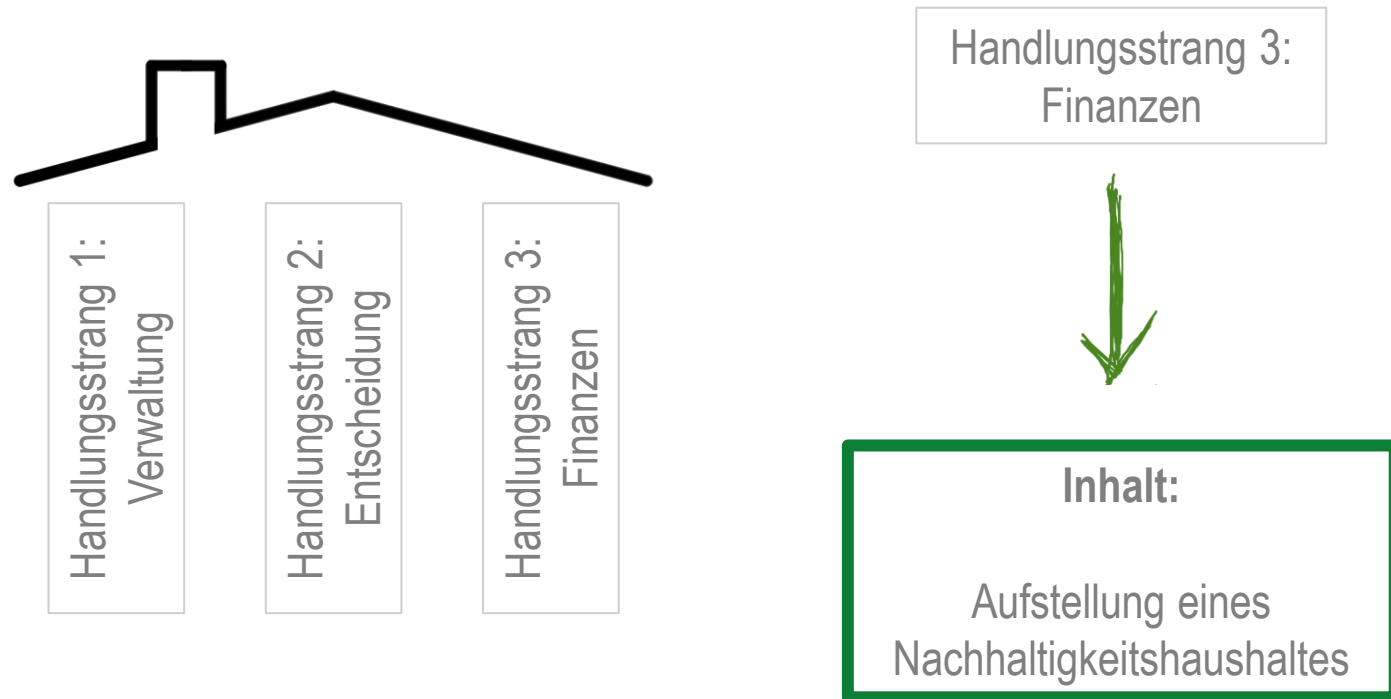 Handlungsstrang 1:
Verwaltung
Handlungsstrang 2:
Entscheidung
Handlungsstrang 3:
Finanzen
Handlungsstrang 3:
Finanzen
Inhalt:
Aufstellung eines
Nachhaltigkeitshaushaltes